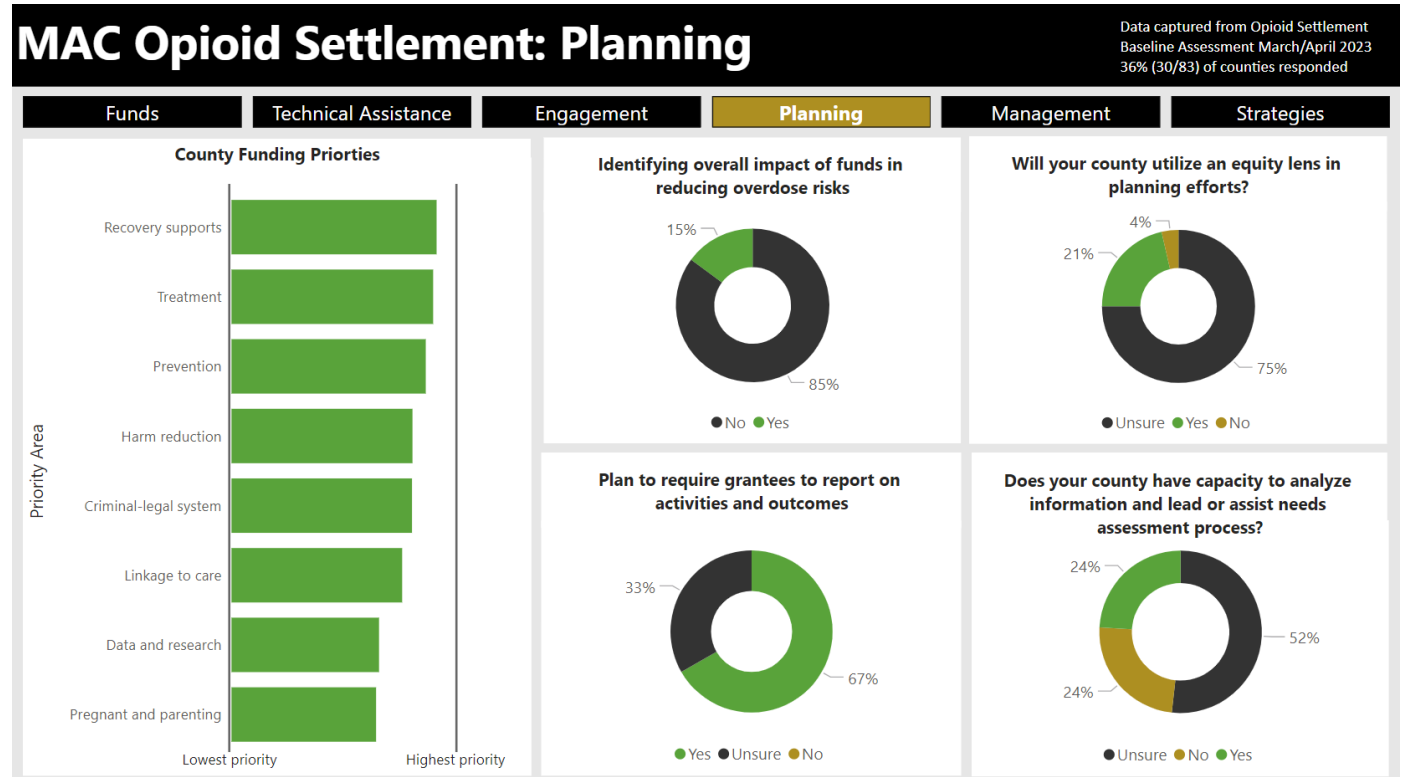 MAC Opioid Settlement: Planning
Data captured from Opioid Settlement
Baseline Assessment March/April 2023
36% (30/83) of counties responded
Funds
Technical Assistance
Engagement
Planning
Management
Strategies
County Funding Priorties
Priority Area
Recovery supports
Treatment
Prevention
Harm reduction
Criminal-legal system
Linkage to care
Data and research
Pregnant and parenting
Lowest priority
Highest priority
Identifying overall impact of funds in
reducing overdose risks
15%
85%
No Yes
Will your county utilize an equity lens in
planning efforts?
4%
21%
75%
Unsure Yes No
Plan to require grantees to report on
activities and outcomes
33%
67%
Yes Unsure No
Does your county have capacity to analyze
information and lead or assist needs
assessment process?
24%
52%
24%
Unsure No Yes